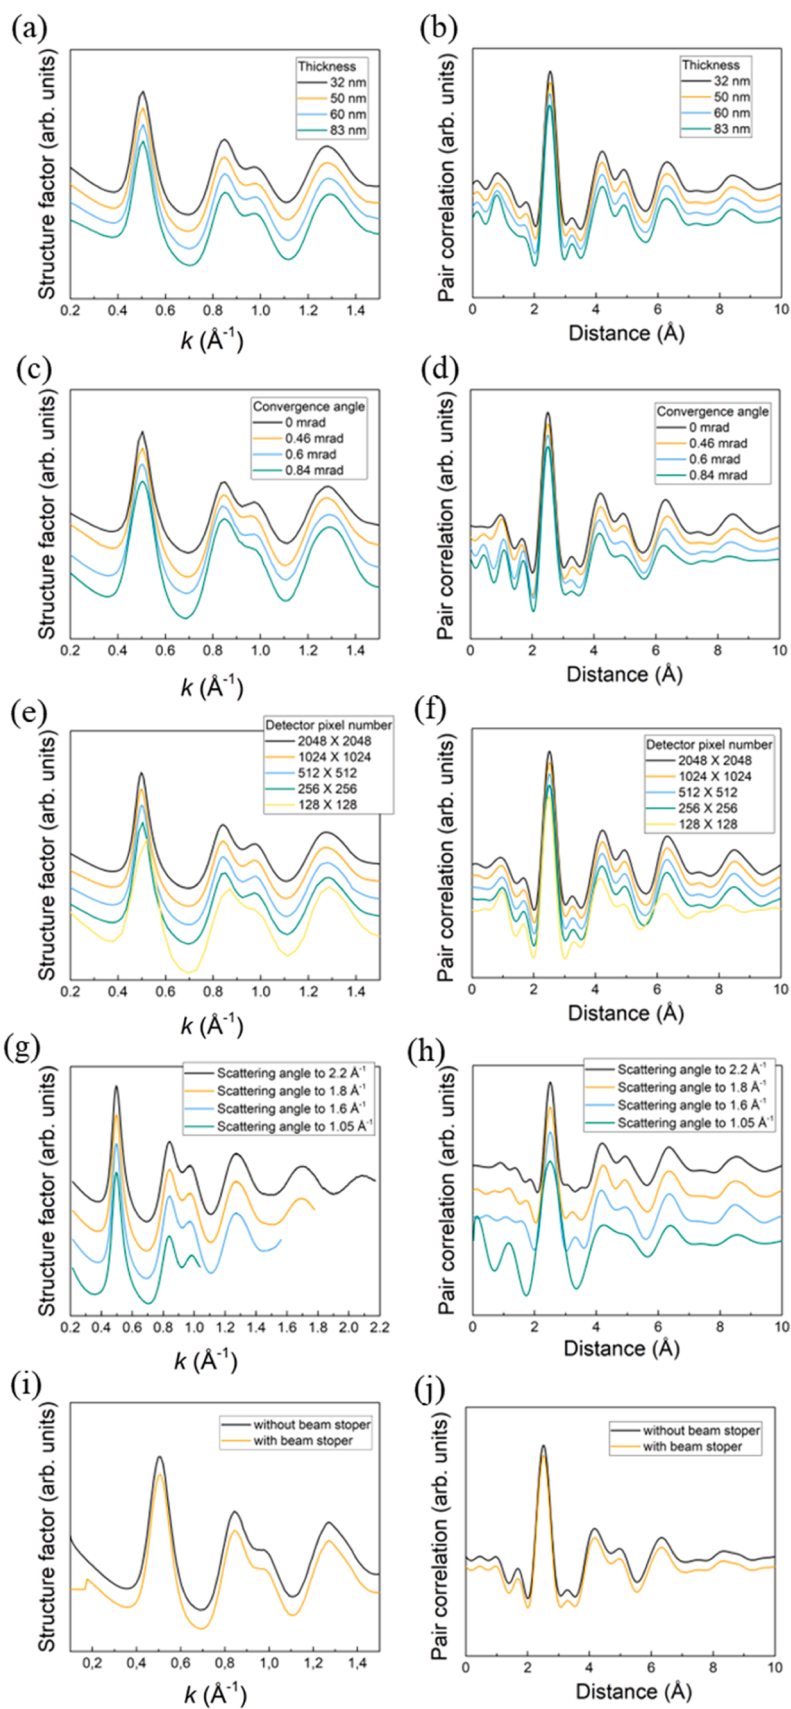 (a)
Structure factor (arb. units)
Thickness
32 nm
50 nm
60 nm
83 nm
0.2 0.4 0.6 0.8 1.0 1.2 1.4
k (Å-1)
(b)
Pair correlation (arb. units)
Thickness
32 nm
50 nm
60 nm
83 nm
0 2 4 6 8 10
Distance (Å)
(c)
Structure factor (arb. units)
Convergence angle
0 mrad
0.46 mrad
0.6 mrad
0.84 mrad
0.2 0.4 0.6 0.8 1.0 1.2 1.4
k (Å-1)
(d)
Pair correlation (arb. units)
Convergence angle
0 mrad
0.46 mrad
0.6 mrad
0.84 mrad
0 2 4 6 8 10
Distance (Å)
(e)
Structure factor (arb. units)
Detector pixel number
2048 X 2048
1024 X 1024
512 X 512
256 X 256
128 X 128
0.2 0.4 0.6 0.8 1.0 1.2 1.4
k (Å-1)
(f)
Pair correlation (arb. units)
Detector pixel number
2048 X 2048
1024 X 1024
512 X 512
256 X 256
128 X 128
0 2 4 6 8 10
Distance (Å)
(g)
Structure factor (arb. units)
Scattering angle to 2.2 Å-1
Scattering angle to 1.8 Å-1
Scattering angle to 1.6 Å-1
Scattering angle to 1.05 Å-1
0.2 0.4 0.6 0.8 1.0 1.2 1.4 1.6 1.8 2.0 2.2
k (Å-1)
(h)
Pair correlation (arb. units)
Scattering angle to 2.2 Å-1
Scattering angle to 1.8 Å-1
Scattering angle to 1.6 Å-1
Scattering angle to 1.05 Å-1
0 2 4 6 8 10
Distance (Å)
(i)
Structure factor (arb. units)
without beam stoper
with beam stoper
0,2 0,4 0,6 0,8 1,0 1,2 1,4
k (Å-1)
(j)
Pair correlation (arb. units)
without beam stoper
with beam stoper
0 2 4 6 8 10
Distance (Å)